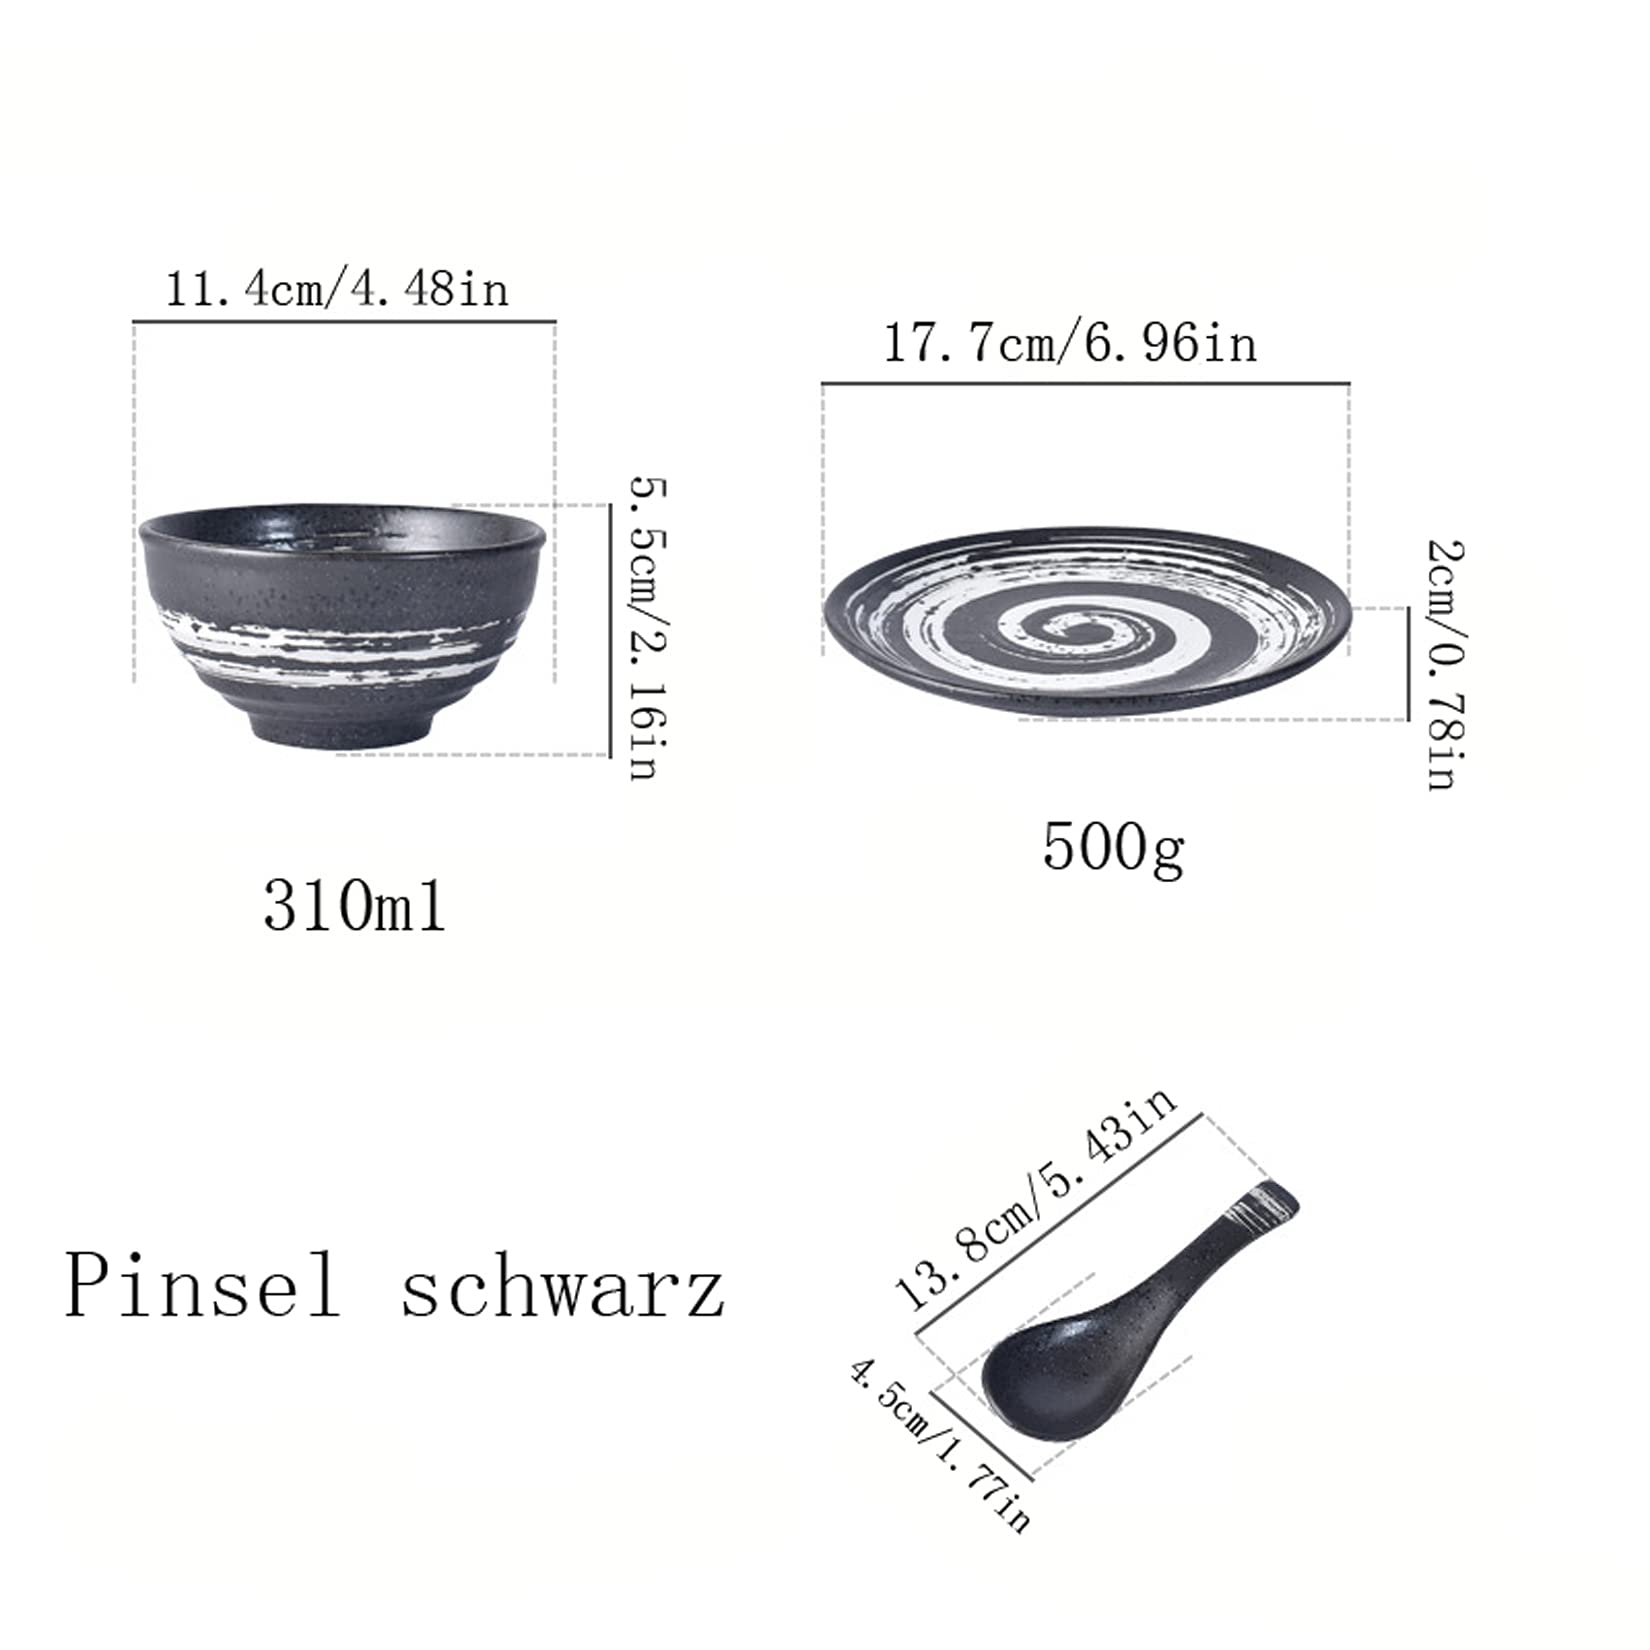 11.4cm/4.48in
5.5cm/2.16in
310ml
17.7cm/6.96in
2cm/0.78in
500g
Pinsel schwarz
13.8cm/5.43in
4.5cm/1.77in